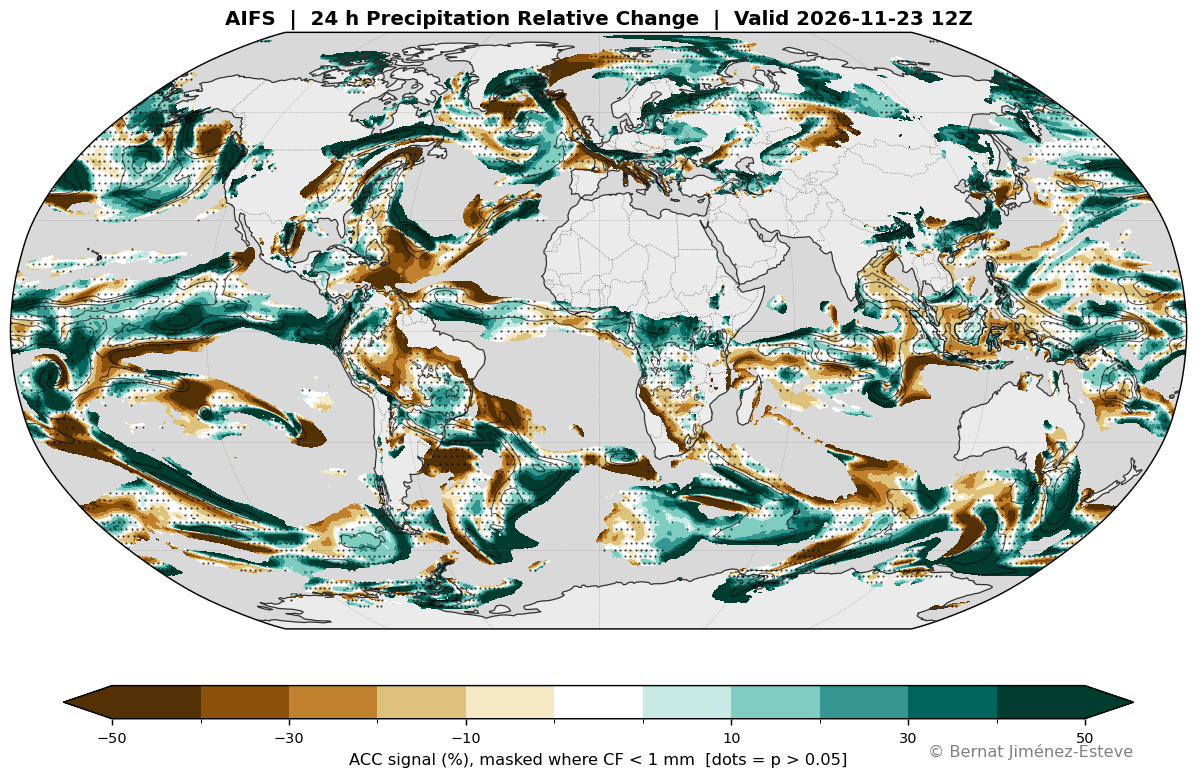 AIFS | 24 h Precipitation Relative Change | Valid 2026-11-23 12Z
−50 −30 −10 10 30 50
© Bernat Jiménez-Esteve
ACC signal (%), masked where CF < 1 mm [dots = p > 0.05]